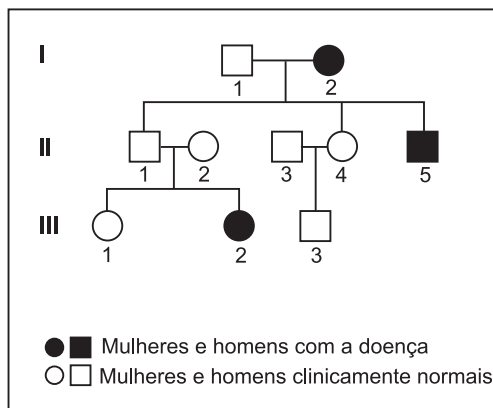 I
1 2
II
1 2 3 4 5
III
1 2 3
Mulheres e homens com a doença
Mulheres e homens clinicamente normais